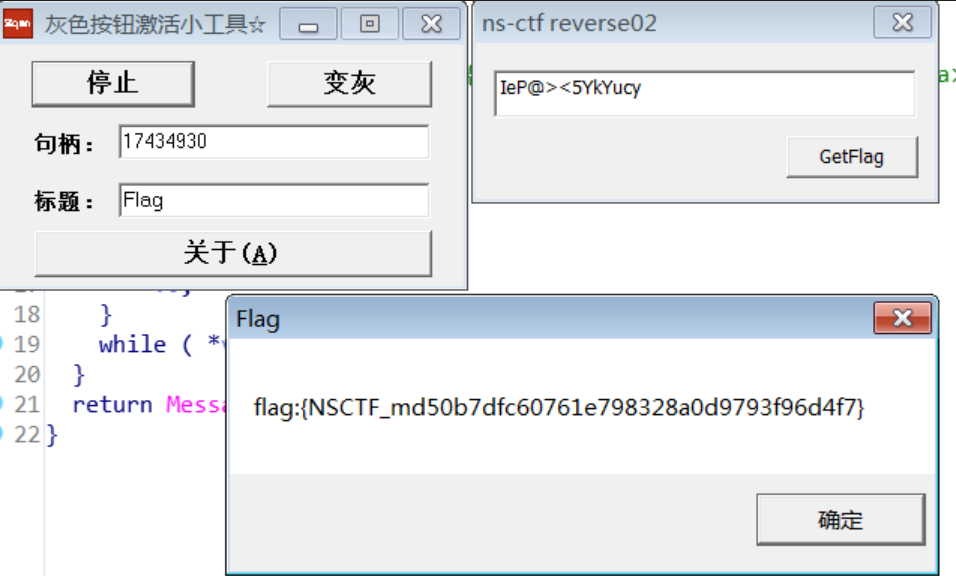 灰色按钮激活小工具☆
停止
变灰
句柄：
17434930
标题：
Flag
关于(A)
ns-ctf reverse02
IeP@><5YkYucy
GetFlag
18 }
19 while ( *
20 }
21 return Messa
22 }
Flag
flag:{NSCTF_md50b7dfc60761e798328a0d9793f96d4f7}
确定